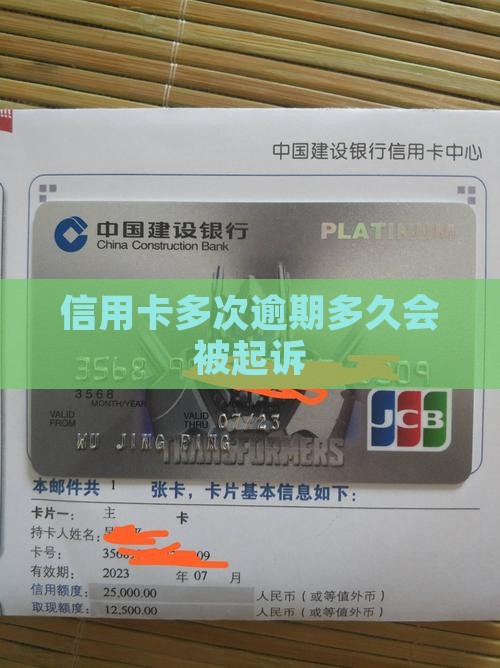 中国建设银行信用卡中心
中国建设银行
China Construction Bank
PLATINUM
信用卡多次逾期多久会
被起诉
3568
3568
MONTH/YEAR
VALID
FROM
VALID
THRU
07/23
WU JING PING
TRANSFORMERS
JCB
本邮件共 1 张卡，卡片基本信息如下：
卡片一： 主 卡
持卡人姓名：
卡号： 356 09
有效期： 2023 年 07 月
信用额度： 25,000.00 人民币（或等值外币）
取现额度： 12,500.00 人民币（或等值外币）